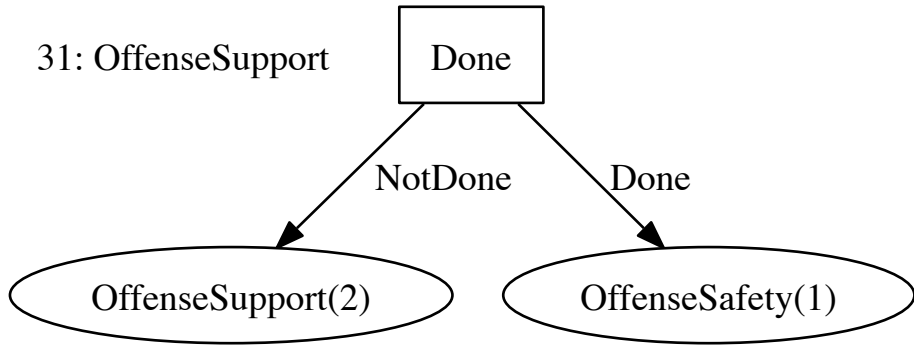 31: OffenseSupport
Done
NotDone
Done
OffenseSupport(2)
OffenseSafety(1)